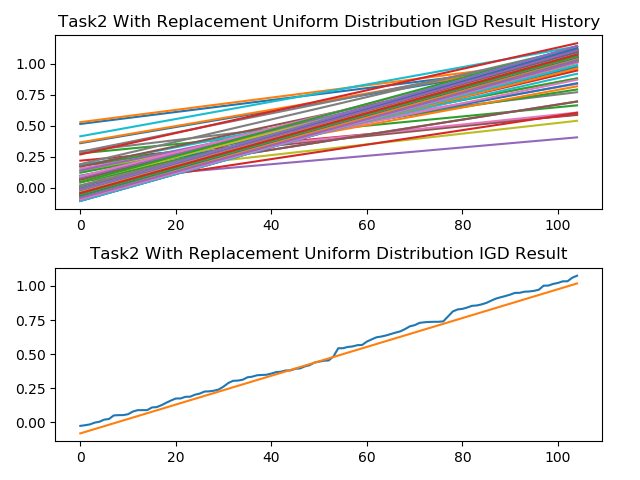 Task2 With Replacement Uniform Distribution IGD Result History
1.00
0.75
0.50
0.25
0.00
0 20 40 60 80 100
Task2 With Replacement Uniform Distribution IGD Result
1.00
0.75
0.50
0.25
0.00
0 20 40 60 80 100